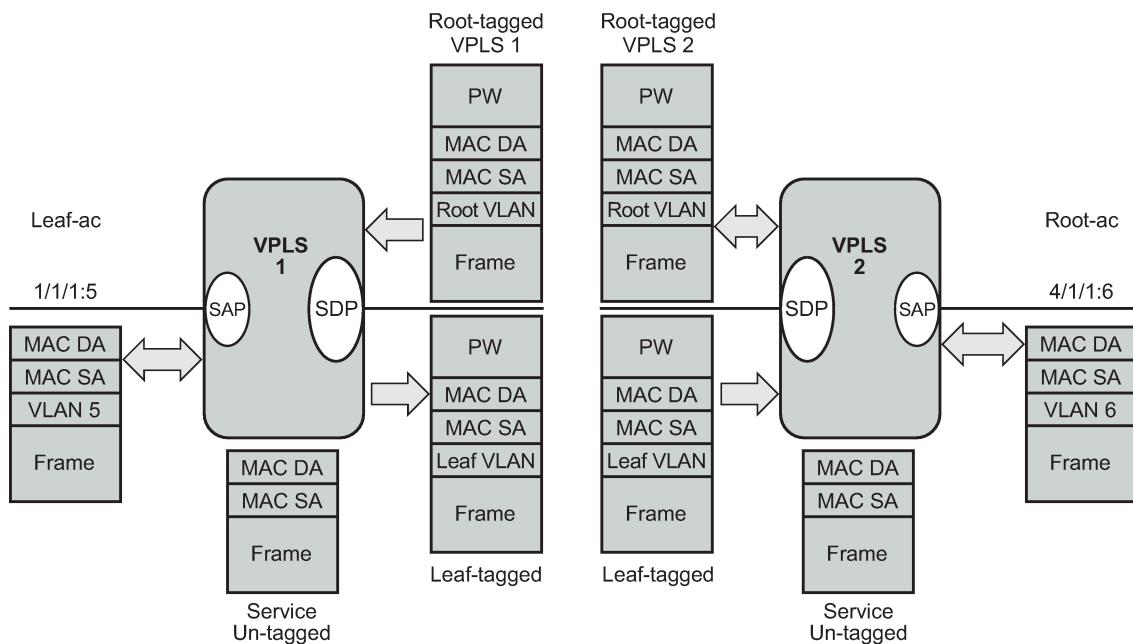 Root-tagged
VPLS 1
Root-tagged
VPLS 2
PW
MAC DA
MAC SA
Root VLAN
Frame
PW
MAC DA
MAC SA
Root VLAN
Frame
Leaf-ac
VPLS
1
SAP
SDP
VPLS
2
SDP
SAP
Root-ac
1/1/1:5
4/1/1:6
MAC DA
MAC SA
VLAN 5
Frame
PW
MAC DA
MAC SA
Leaf VLAN
Frame
Leaf-tagged
PW
MAC DA
MAC SA
Leaf VLAN
Frame
Leaf-tagged
MAC DA
MAC SA
VLAN 6
Frame
MAC DA
MAC SA
Frame
Service
Un-tagged
MAC DA
MAC SA
Frame
Service
Un-tagged